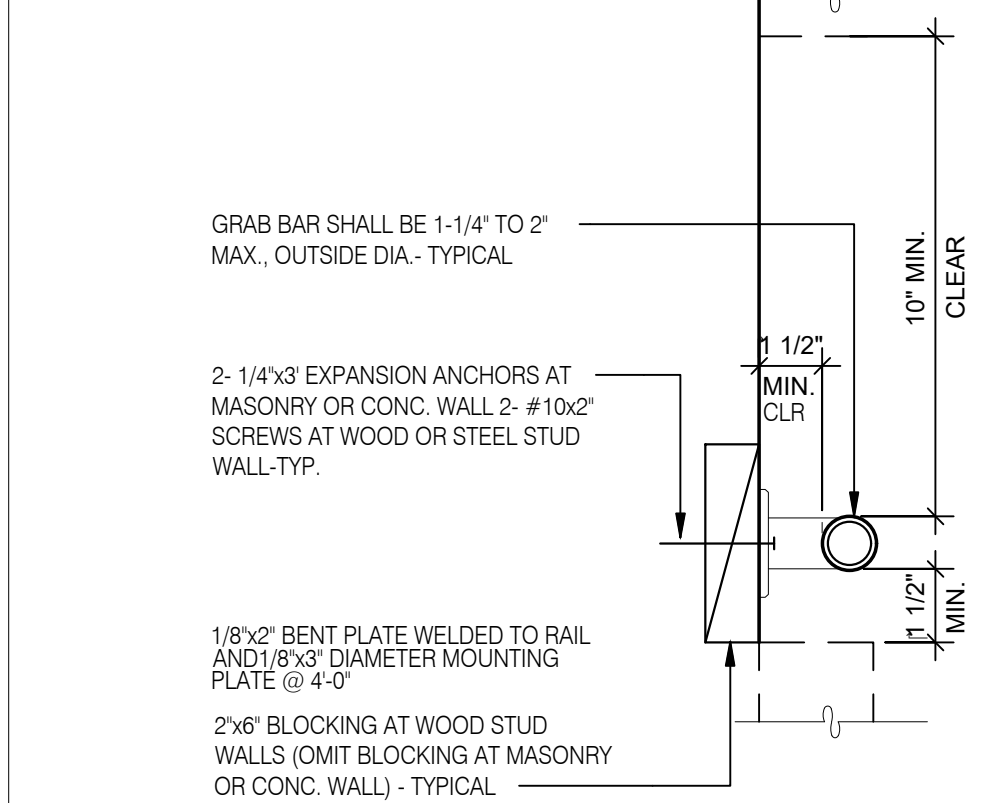 GRAB BAR SHALL BE 1-1/4" TO 2"
MAX., OUTSIDE DIA.- TYPICAL
10" MIN.
CLEAR
1 1/2"
MIN.
CLR
2- 1/4"x3' EXPANSION ANCHORS AT
MASONRY OR CONC. WALL 2- #10x2"
SCREWS AT WOOD OR STEEL STUD
WALL-TYP.
1 1/2"
MIN.
1/8"x2" BENT PLATE WELDED TO RAIL
AND1/8"x3" DIAMETER MOUNTING
PLATE @ 4'-0"
2"x6" BLOCKING AT WOOD STUD
WALLS (OMIT BLOCKING AT MASONRY
OR CONC. WALL) - TYPICAL